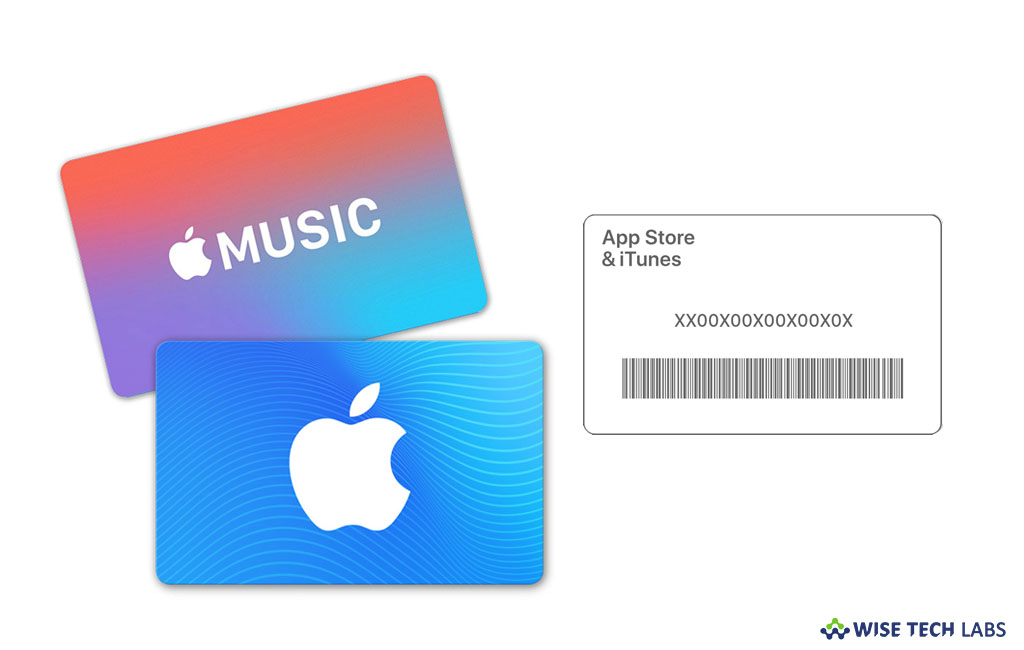 MUSIC
App Store
& iTunes
XX00X00X00X00X0X
WISE TECH LABS